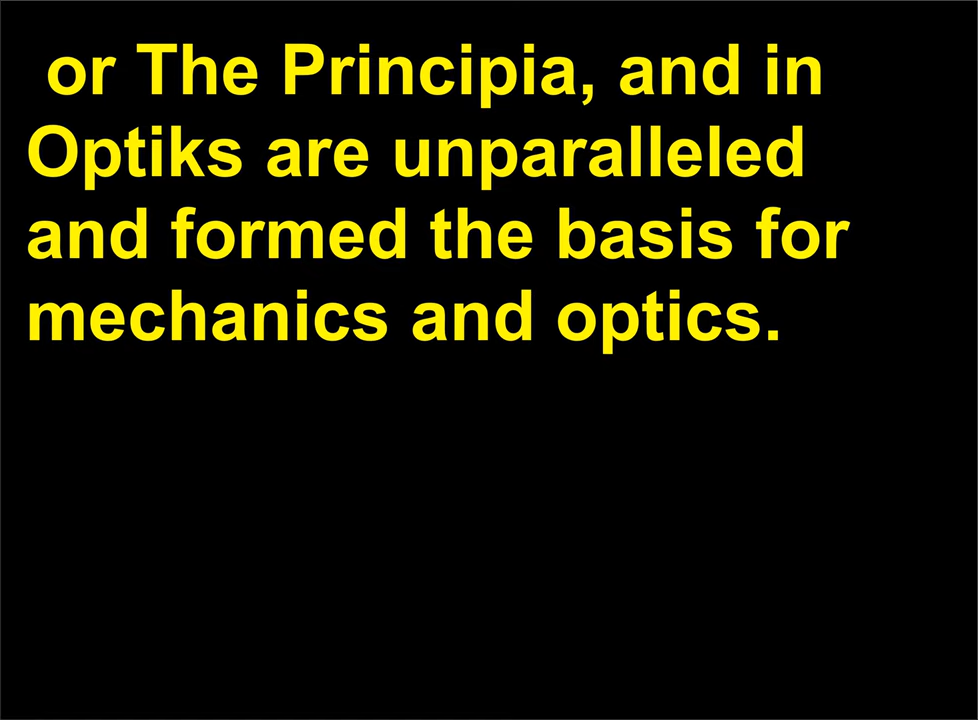 or The Principia, and in
Optiks are unparalleled
and formed the basis for
mechanics and optics.